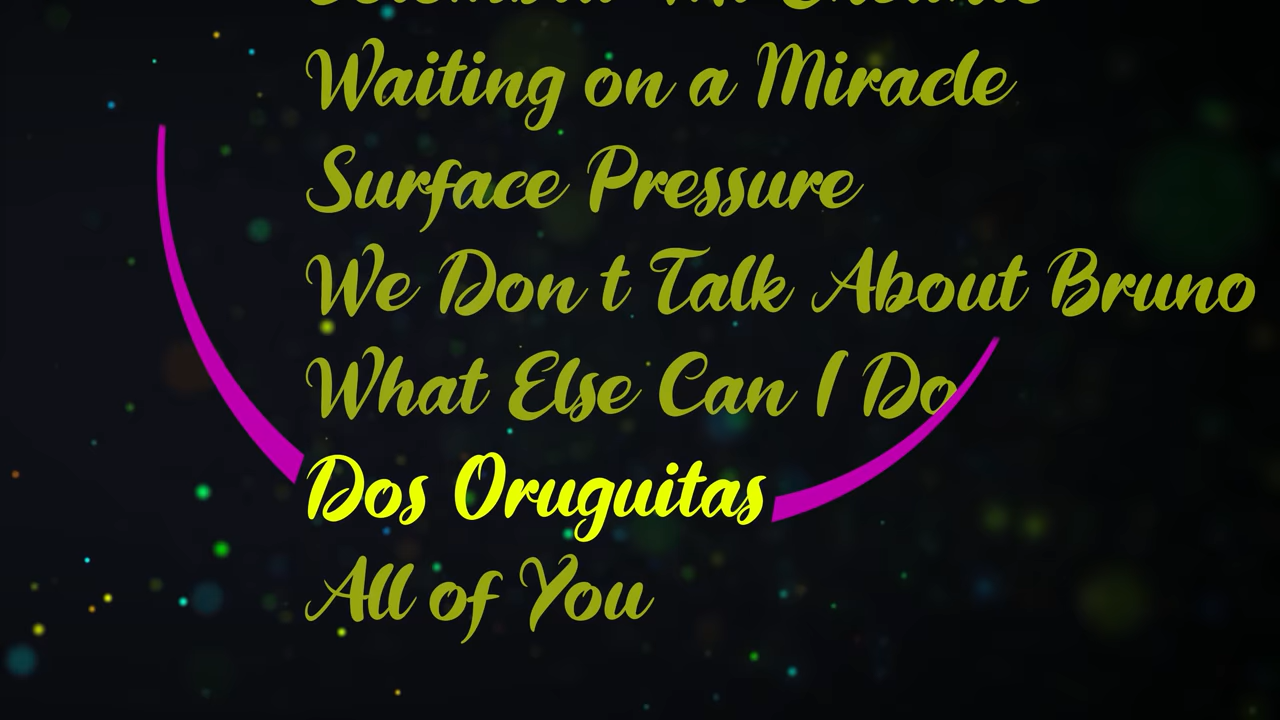 Waiting on a Miracle
Surface Pressure
We Don t Talk About Bruno
What Else Can I Do
Dos Oruguitas
All of You